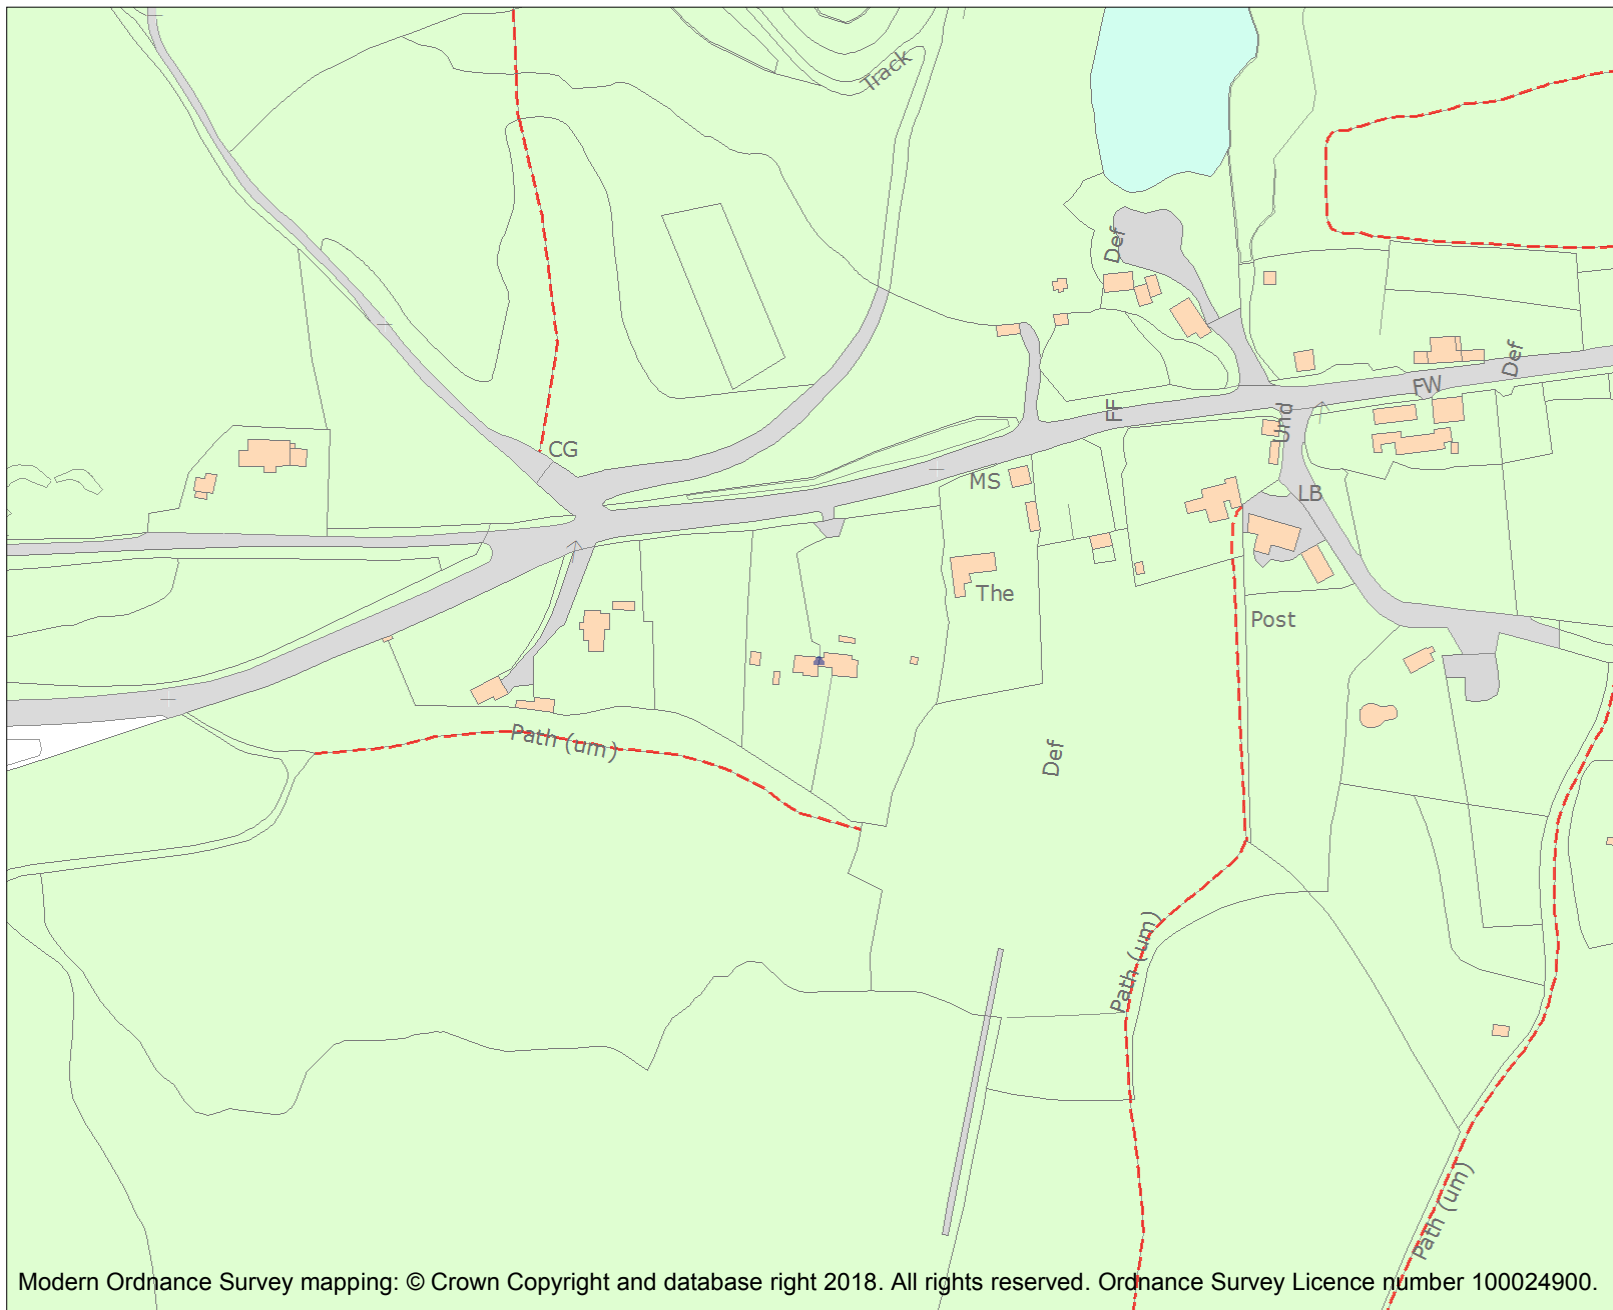 Track
Def
Def
FW
FF
Und
CG
MS
LB
The
Post
Path (um)
Def
Path (um)
Path (um)
Modern Ordnance Survey mapping: © Crown Copyright and database right 2018. All rights reserved. Ordnance Survey Licence number 100024900.